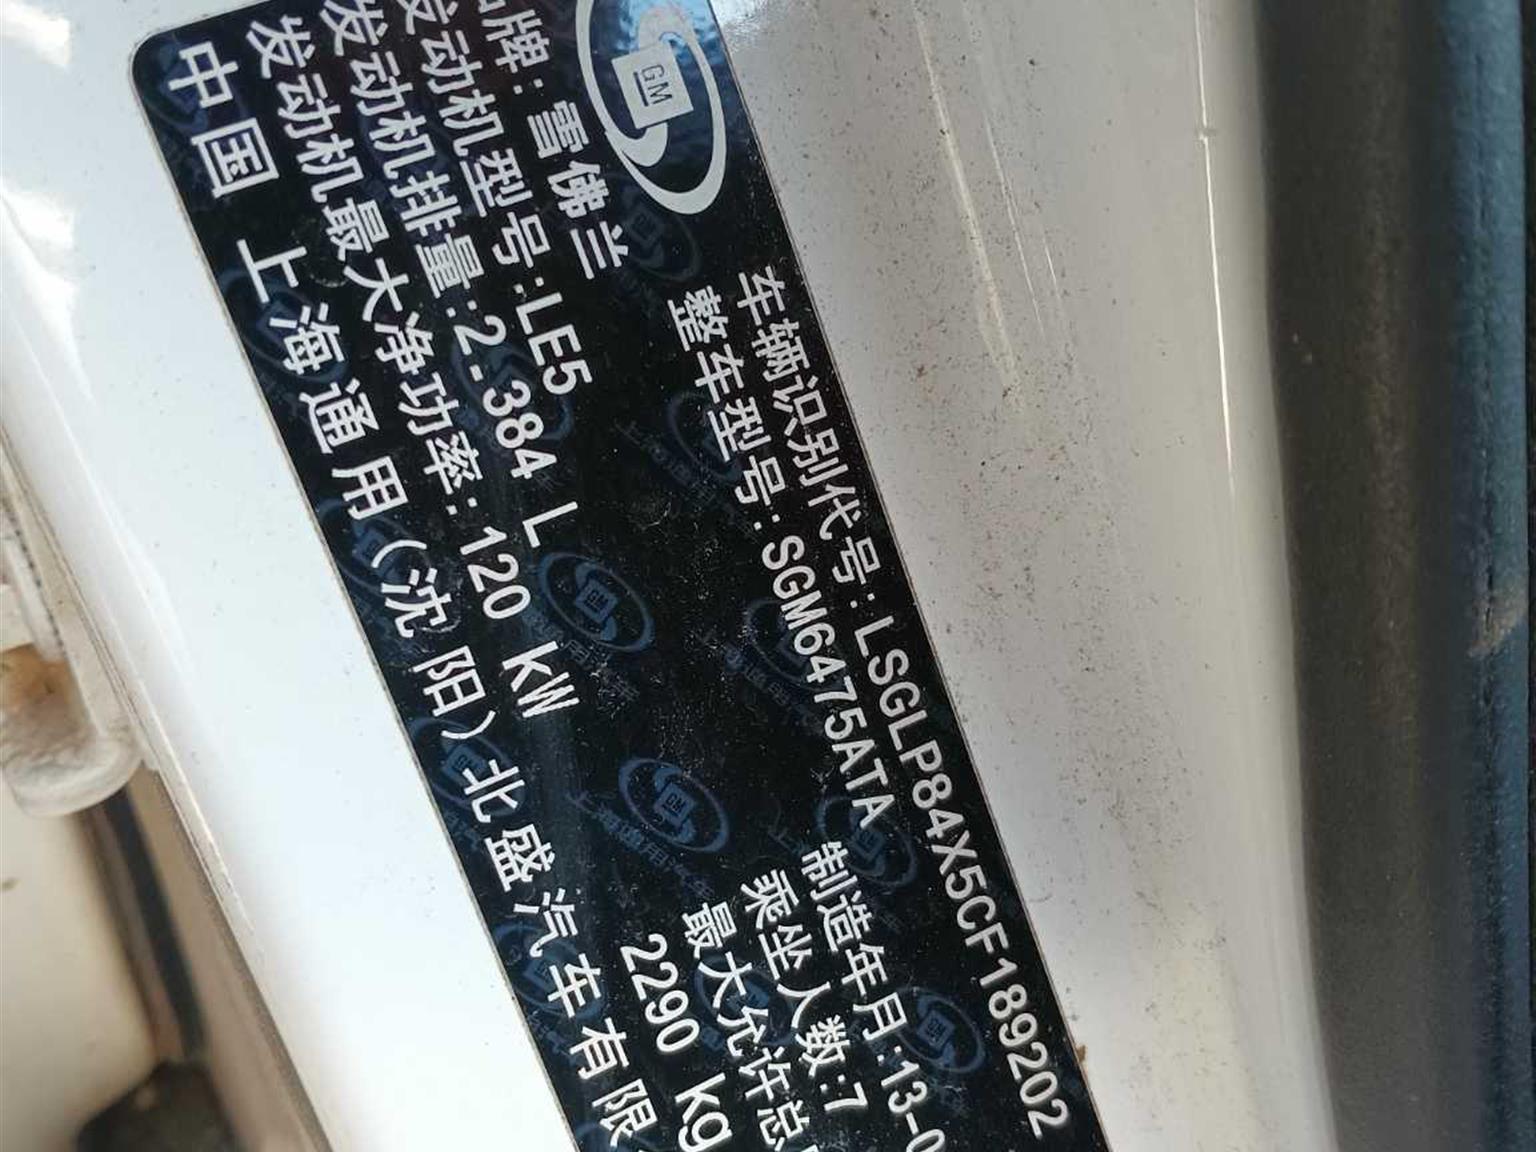 GM
车辆识别代号:LSGLP84X5CF189202
整车型号:SGM6475ATA
制造年月:13-0
品牌:雪佛兰
乘坐人数:7
发动机型号:LE5
最大允许总
发动机排量:2.384 L
2290 kg
发动机最大净功率:120 KW
中国 上海通用(沈阳)北盛汽车有限